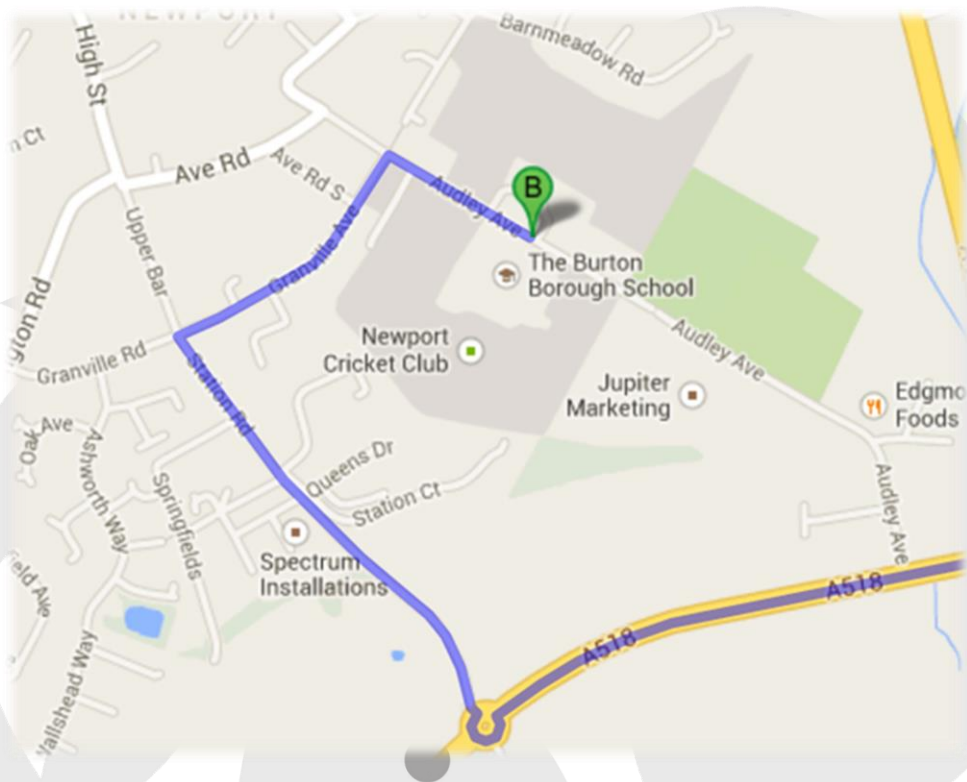 NEWPORT
High St
Barnmeadow Rd
Ave Rd
Ave Rd S
Audley Ave
B
Upper Bar
Granville Ave
The Burton
Borough School
Granville Rd
Station Rd
Newport
Cricket Club
Audley Ave
Jupiter
Marketing
Edgmo
Foods
Oak Ave
Ashworth Way
Queens Dr
Springfields
Station Ct
Audley Ave
Spectrum
Installations
A518
A518